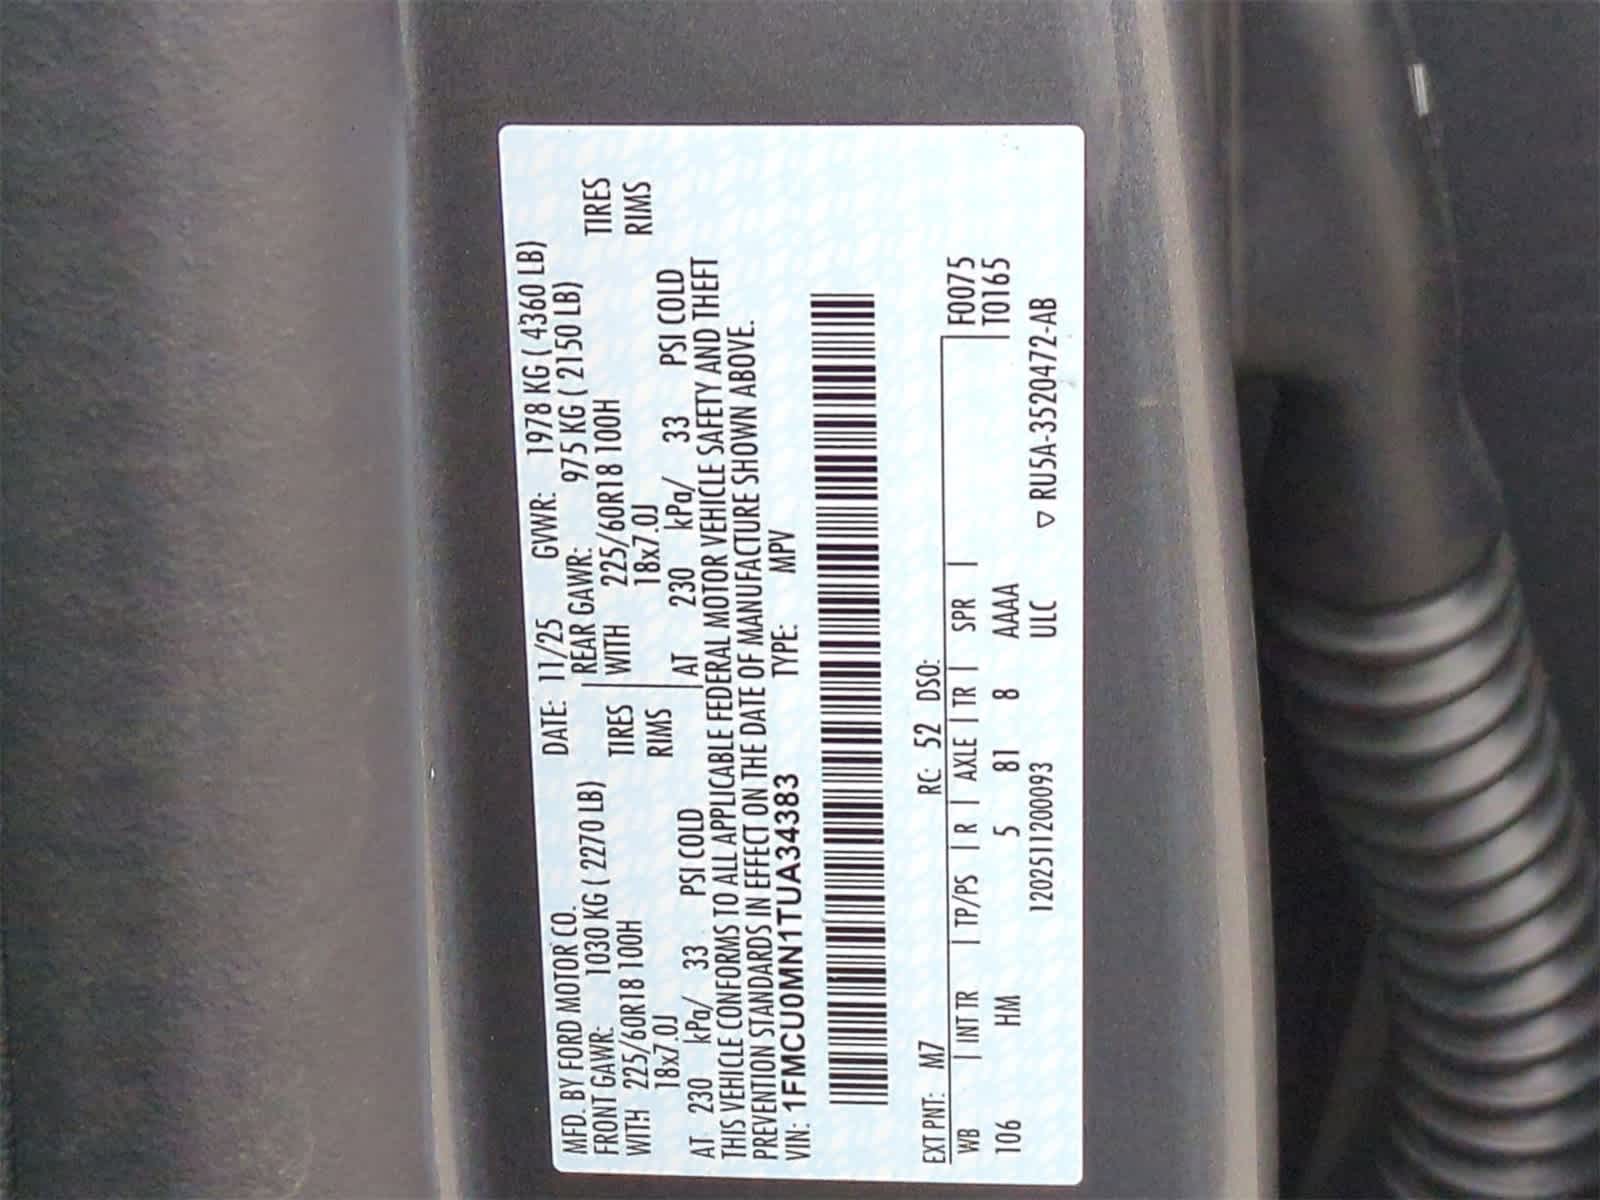 MFD. BY FORD MOTOR CO. DATE: 11/25 GVWR: 1978 KG ( 4360 LB)
FRONT GAWR: 1030 KG ( 2270 LB) REAR GAWR: 975 KG ( 2150 LB)
WITH 225/60R18 100H TIRES WITH 225/60R18 100H TIRES
18x7.0J RIMS 18x7.0J RIMS
AT 230 kPa/ 33 PSI COLD AT 230 kPa/ 33 PSI COLD
THIS VEHICLE CONFORMS TO ALL APPLICABLE FEDERAL MOTOR VEHICLE SAFETY AND THEFT
PREVENTION STANDARDS IN EFFECT ON THE DATE OF MANUFACTURE SHOWN ABOVE.
VIN: 1FMCU0MN1TUA34383 TYPE: MPV
EXT PNT: M7 RC: 52 DSO: F0075
WB | INT TR | TP/PS | R | AXLE | TR | SPR | T0165
106 HM 5 81 8 AAAA
1202511200093 ULC ▽ RU5A-3520472-AB